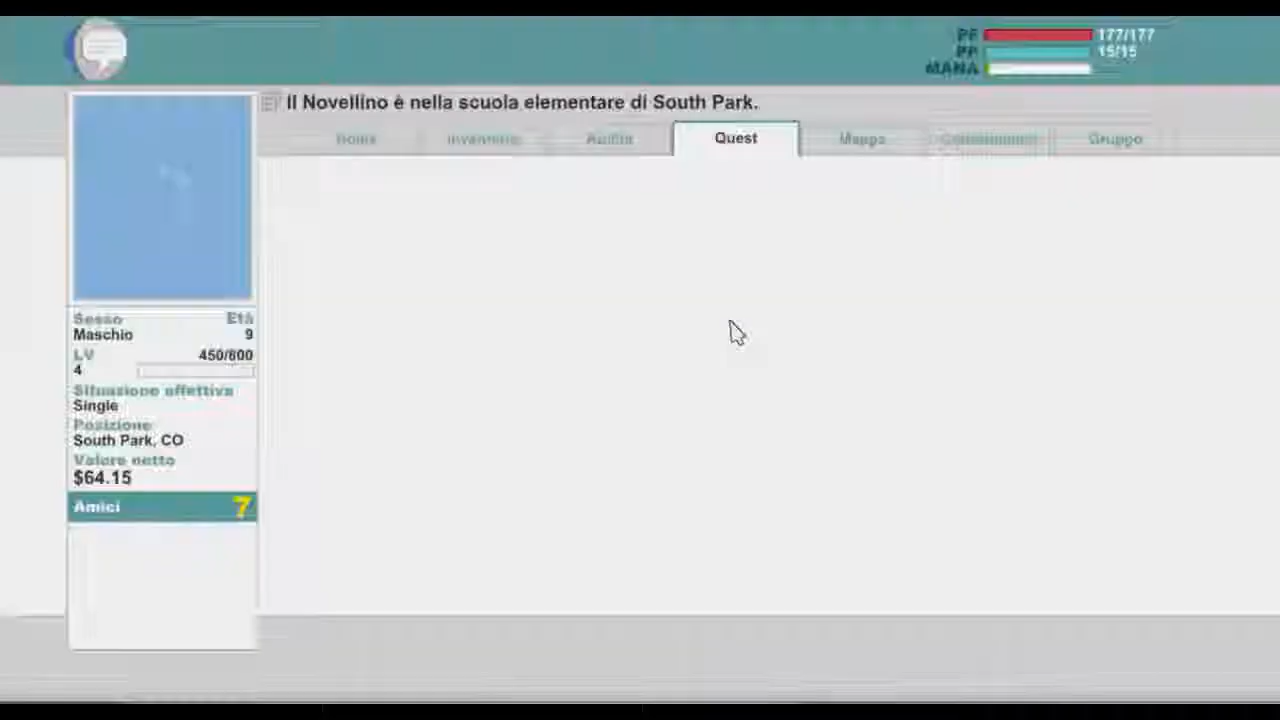 PF 177/177
PP 15/15
MANA
Il Novellino è nella scuola elementare di South Park.
Home Inventario Abilità Quest Mappa Gruppo
Sesso Età
Maschio 9
LV 450/800
4
Situazione affettiva
Single
Posizione
South Park, CO
Valore netto
$64.15
Amici 7